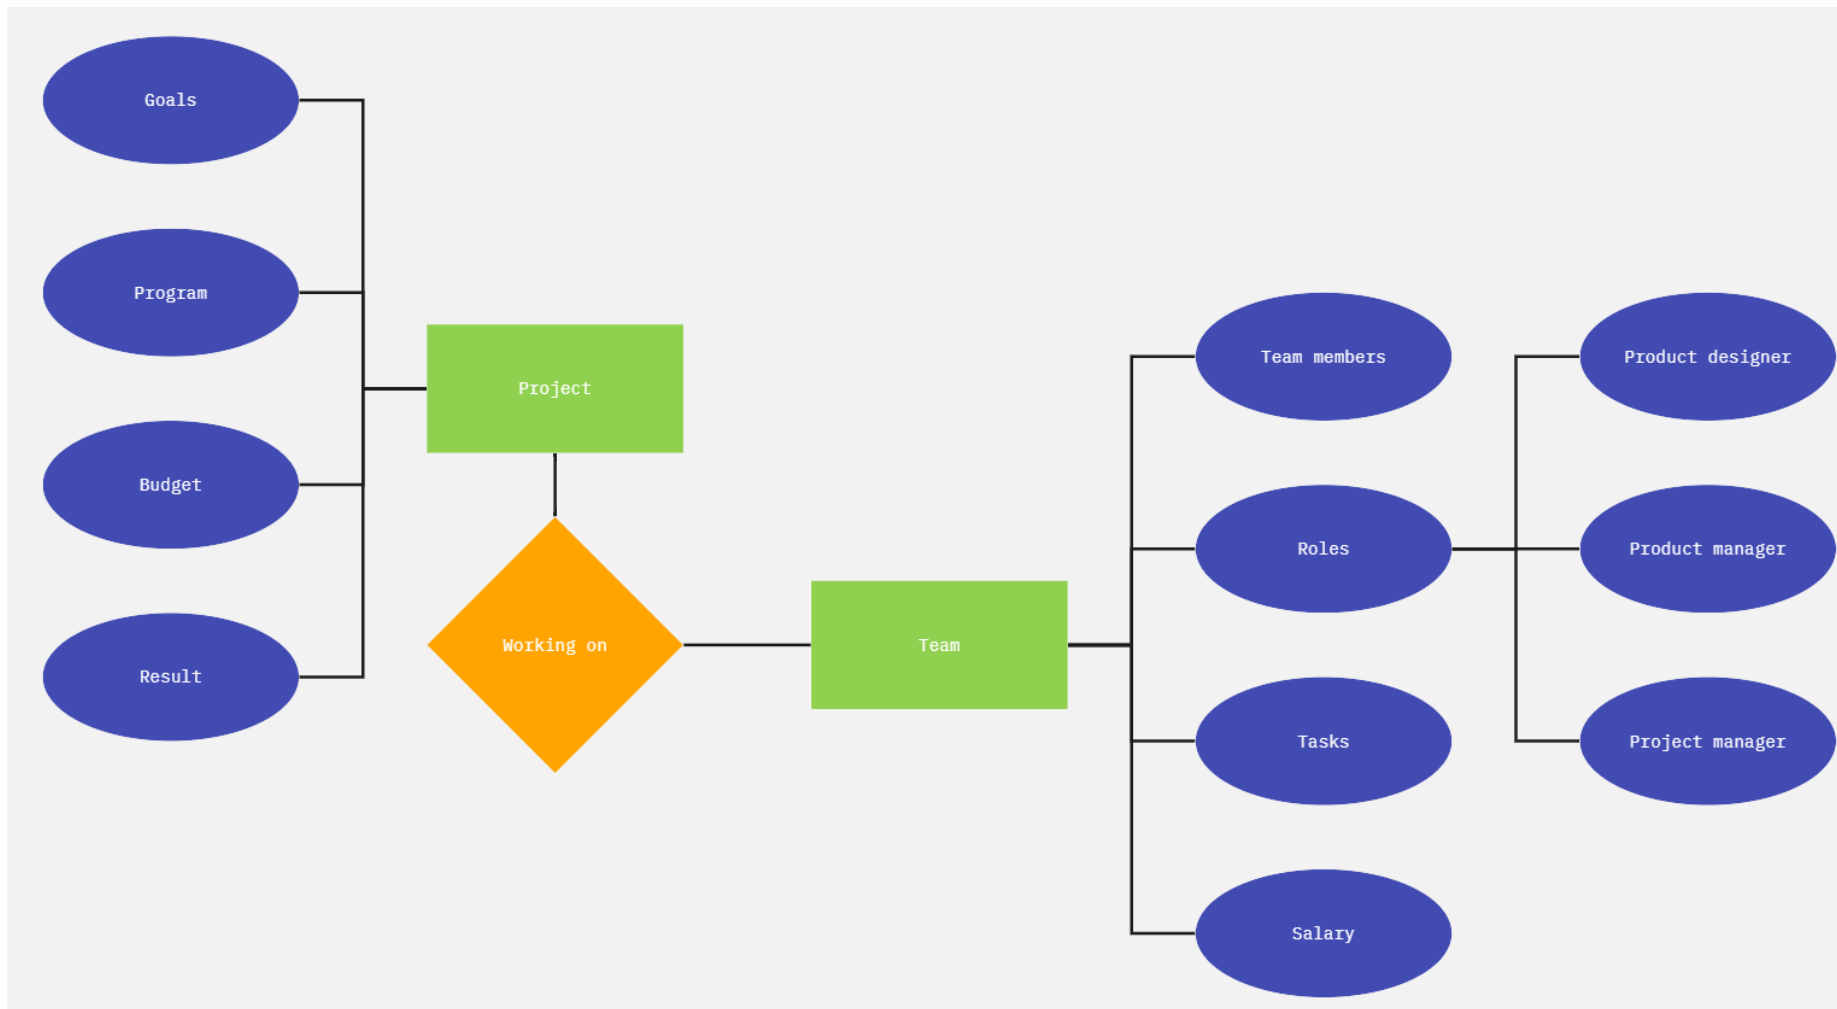 Goals
Program
Budget
Result
Project
Working on
Team
Team members
Roles
Tasks
Salary
Product designer
Product manager
Project manager